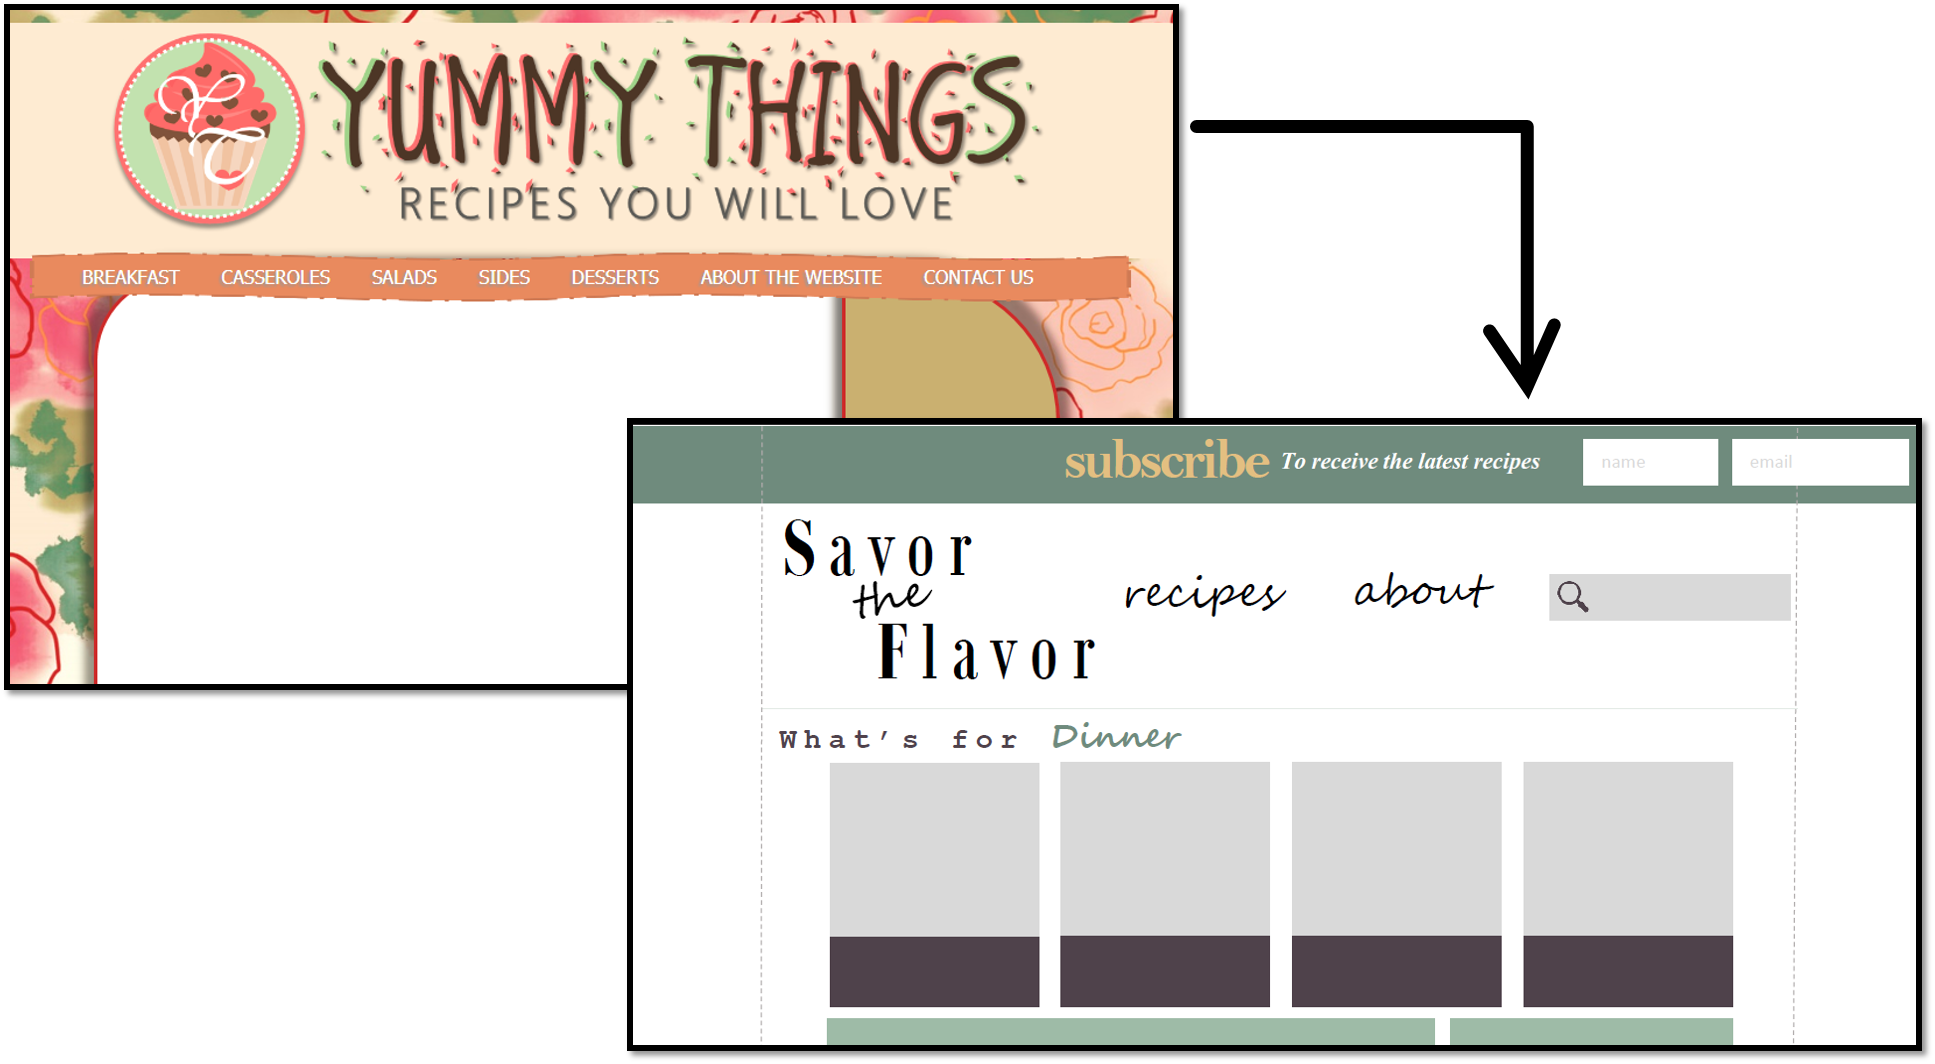 YUMMY THINGS
RECIPES YOU WILL LOVE
BREAKFAST CASSEROLES SALADS SIDES DESSERTS ABOUT THE WEBSITE CONTACT US
subscribe To receive the latest recipes name email
Savor
the
Flavor
recipes about
What's for Dinner